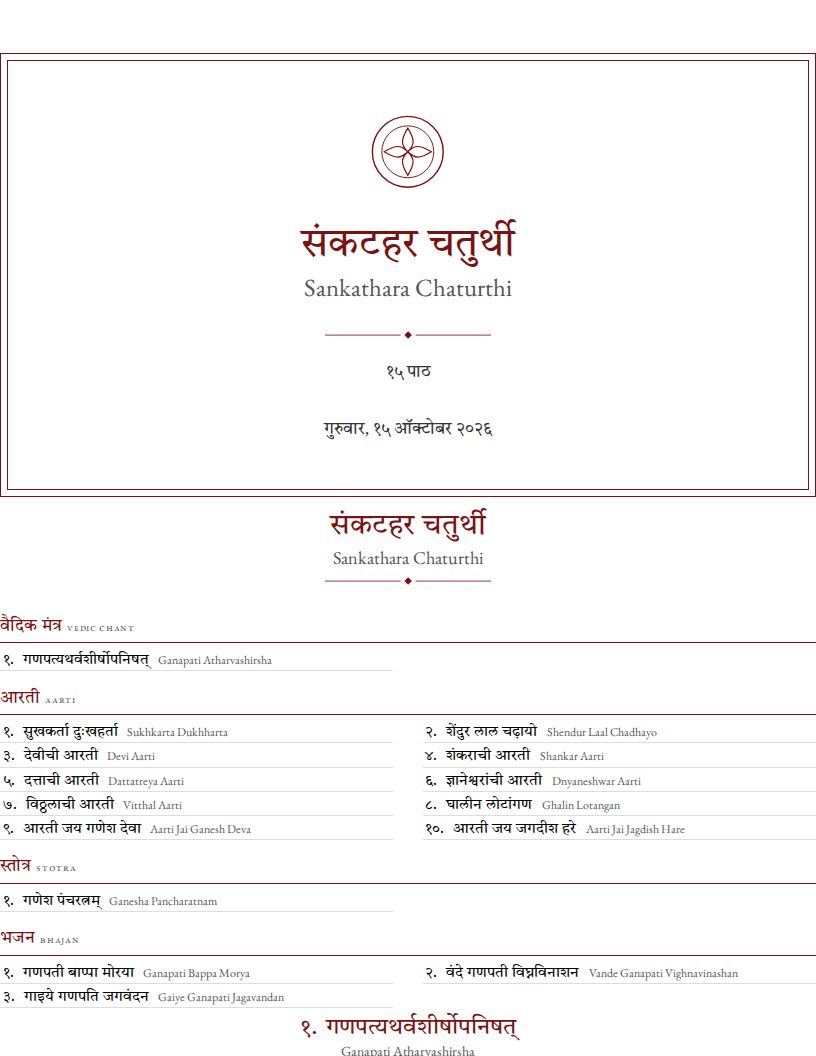 संकटहर चतुर्थी
Sankathara Chaturthi
१५ पाठ
गुरुवार, १५ ऑक्टोबर २०२६
संकटहर चतुर्थी
Sankathara Chaturthi
वैदिक मंत्र VEDIC CHANT
१. गणपत्यथर्वशीर्षोपनिषत् Ganapati Atharvashirsha
आरती AARTI
१. सुखकर्ता दुःखहर्ता Sukhkarta Dukhharta २. शेंदुर लाल चढ़ायो Shendur Laal Chadhayo
३. देवीची आरती Devi Aarti ४. शंकराची आरती Shankar Aarti
५. दत्ताची आरती Dattatreya Aarti ६. ज्ञानेश्वरांची आरती Dnyaneshwar Aarti
७. विठ्ठलाची आरती Vitthal Aarti ८. घालीन लोटांगण Ghalin Lotangan
९. आरती जय गणेश देवा Aarti Jai Ganesh Deva १०. आरती जय जगदीश हरे Aarti Jai Jagdish Hare
स्तोत्र STOTRA
१. गणेश पंचरत्नम् Ganesha Pancharatnam
भजन BHAJAN
१. गणपती बाप्पा मोरया Ganapati Bappa Morya २. वंदे गणपती विघ्नविनाशन Vande Ganapati Vighnavinashan
३. गाइये गणपति जगवंदन Gaiye Ganapati Jagavandan
१. गणपत्यथर्वशीर्षोपनिषत्
Ganapati Atharvashirsha